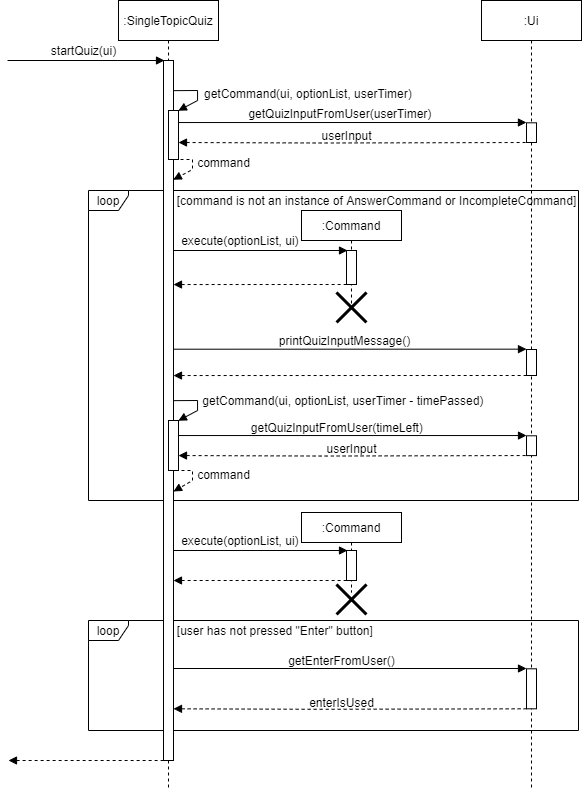 :SingleTopicQuiz
:Ui
startQuiz(ui)
getCommand(ui, optionList, userTimer)
getQuizInputFromUser(userTimer)
userInput
command
loop
[command is not an instance of AnswerCommand or IncompleteCommand]
:Command
execute(optionList, ui)
printQuizInputMessage()
getCommand(ui, optionList, userTimer - timePassed)
getQuizInputFromUser(timeLeft)
userInput
command
:Command
execute(optionList, ui)
loop
[user has not pressed "Enter" button]
getEnterFromUser()
enterIsUsed